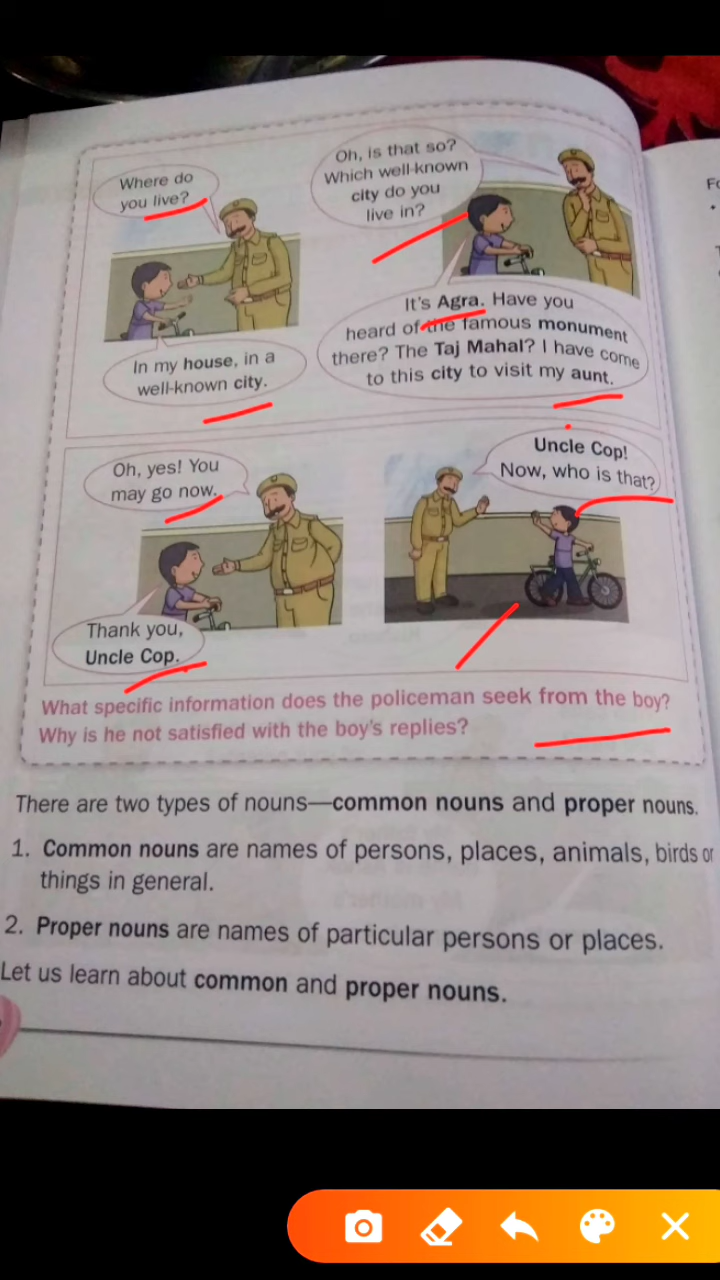 Where do
you live?
In my house, in a
well-known city.
Oh, is that so?
Which well-known
city do you
live in?
It's Agra. Have you
heard of the famous monument
there? The Taj Mahal? I have come
to this city to visit my aunt.
Oh, yes! You
may go now.
Thank you,
Uncle Cop.
Uncle Cop!
Now, who is that?
What specific information does the policeman seek from the boy?
Why is he not satisfied with the boy's replies?
There are two types of nouns—common nouns and proper nouns.
1. Common nouns are names of persons, places, animals, birds or
things in general.
2. Proper nouns are names of particular persons or places.
Let us learn about common and proper nouns.